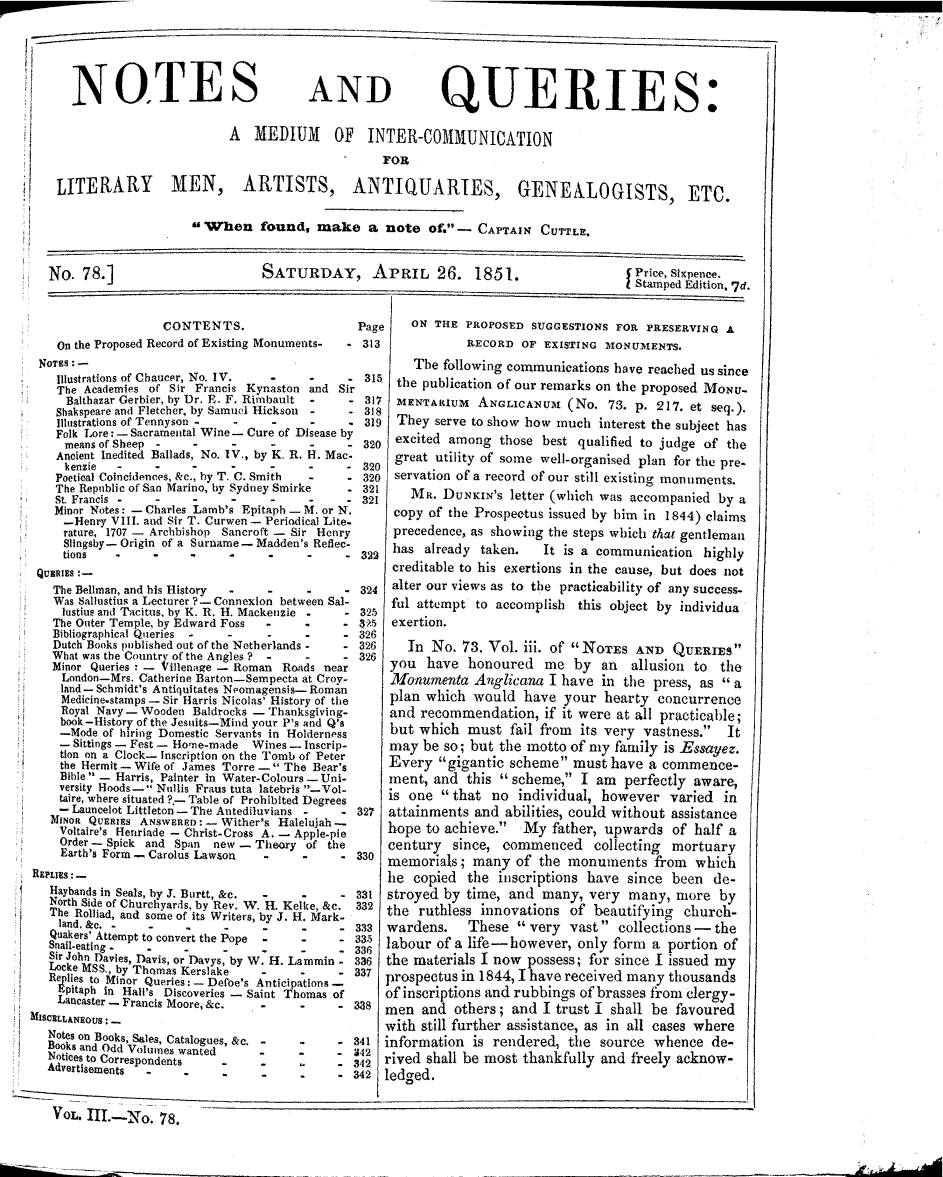 NOTES AND QUERIES:
A MEDIUM OF INTER-COMMUNICATION
FOR
LITERARY MEN, ARTISTS, ANTIQUARIES, GENEALOGISTS, ETC.
"When found, make a note of."— CAPTAIN CUTTLE.
No. 78.] SATURDAY, APRIL 26. 1851. { Price, Sixpence.
{ Stamped Edition, 7d.
CONTENTS. Page
On the Proposed Record of Existing Monuments- - 313
NOTES:—
Illustrations of Chaucer, No. IV. - - - 315
The Academies of Sir Francis Kynaston and Sir
Balthazar Gerbier, by Dr. E. F. Rimbault - - 317
Shakspeare and Fletcher, by Samuel Hickson - - 318
Illustrations of Tennyson - - - - - 319
Folk Lore:—Sacramental Wine—Cure of Disease by
means of Sheep - - - - - - 320
Ancient Inedited Ballads, No. IV., by K. R. H. Mac-
kenzie - - - - - - - 320
Poetical Coincidences, &c., by T. C. Smith - - 320
The Republic of San Marino, by Sydney Smirke - 321
St. Francis - - - - - - - 321
Minor Notes: — Charles Lamb's Epitaph — M. or N.
—Henry VIII. and Sir T. Curwen — Periodical Lite-
rature, 1707 — Archbishop Sancroft — Sir Henry
Slingsby—Origin of a Surname—Madden's Reflec-
tions - - - - - - - 322
QUERIES:—
The Bellman, and his History - - - - 324
Was Sallustius a Lecturer?—Connexion between Sal-
lustius and Tacitus, by K. R. H. Mackenzie - - 325
The Outer Temple, by Edward Foss - - - 325
Bibliographical Queries - - - - - 326
Dutch Books published out of the Netherlands - - 326
What was the Country of the Angles? - - - 326
Minor Queries: — Villenage — Roman Roads near
London—Mrs. Catherine Barton—Sempecta at Croy-
land—Schmidt's Antiquitates Neomagensis—Roman
Medicine-stamps — Sir Harris Nicolas' History of the
Royal Navy — Wooden Baldrocks — Thanksgiving-
book—History of the Jesuits—Mind your P's and Q's
—Mode of hiring Domestic Servants in Holderness
— Sittings — Fest — Home-made Wines — Inscrip-
tion on a Clock—Inscription on the Tomb of Peter
the Hermit — Wife of James Torre — "The Bear's
Bible" — Harris, Painter in Water-Colours — Uni-
versity Hoods—"Nullis Fraus tuta latebris"—Vol-
taire, where situated?—Table of Prohibited Degrees
— Launcelot Littleton — The Antediluvians - - 327
MINOR QUERIES ANSWERED: — Wither's Halelujah —
Voltaire's Henriade — Christ-Cross A. — Apple-pie
Order — Spick and Span new — Theory of the
Earth's Form — Carolus Lawson - - - 330
REPLIES:—
Haybands in Seals, by J. Burtt, &c. - - - 331
North Side of Churchyards, by Rev. W. H. Kelke, &c. 332
The Rolliad, and some of its Writers, by J. H. Mark-
land, &c. - - - - - - - 333
Quakers' Attempt to convert the Pope - - - 335
Snail-eating - - - - - - - 336
Sir John Davies, Davis, or Davys, by W. H. Lammin - 336
Locke MSS., by Thomas Kerslake - - - 337
Replies to Minor Queries:—Defoe's Anticipations—
Epitaph in Hall's Discoveries — Saint Thomas of
Lancaster — Francis Moore, &c. - - - 338
MISCELLANEOUS:—
Notes on Books, Sales, Catalogues, &c. - - - 341
Books and Odd Volumes wanted - - - 342
Notices to Correspondents - - - - 342
Advertisements - - - - - - 342
ON THE PROPOSED SUGGESTIONS FOR PRESERVING A
RECORD OF EXISTING MONUMENTS.
The following communications have reached us since
the publication of our remarks on the proposed MONU-
MENTARIUM ANGLICANUM (No. 73. p. 217. et seq.).
They serve to show how much interest the subject has
excited among those best qualified to judge of the
great utility of some well-organised plan for the pre-
servation of a record of our still existing monuments.
MR. DUNKIN'S letter (which was accompanied by a
copy of the Prospectus issued by him in 1844) claims
precedence, as showing the steps which that gentleman
has already taken. It is a communication highly
creditable to his exertions in the cause, but does not
alter our views as to the practicability of any success-
ful attempt to accomplish this object by individua
exertion.
In No. 73. Vol. iii. of "NOTES AND QUERIES"
you have honoured me by an allusion to the
Monumenta Anglicana I have in the press, as "a
plan which would have your hearty concurrence
and recommendation, if it were at all practicable;
but which must fail from its very vastness." It
may be so; but the motto of my family is Essayez.
Every "gigantic scheme" must have a commence-
ment, and this "scheme," I am perfectly aware,
is one "that no individual, however varied in
attainments and abilities, could without assistance
hope to achieve." My father, upwards of half a
century since, commenced collecting mortuary
memorials; many of the monuments from which
he copied the inscriptions have since been de-
stroyed by time, and many, very many, more by
the ruthless innovations of beautifying church-
wardens. These "very vast" collections—the
labour of a life—however, only form a portion of
the materials I now possess; for since I issued my
prospectus in 1844, I have received many thousands
of inscriptions and rubbings of brasses from clergy-
men and others; and I trust I shall be favoured
with still further assistance, as in all cases where
information is rendered, the source whence de-
rived shall be most thankfully and freely acknow-
ledged.
VOL. III.—No. 78.